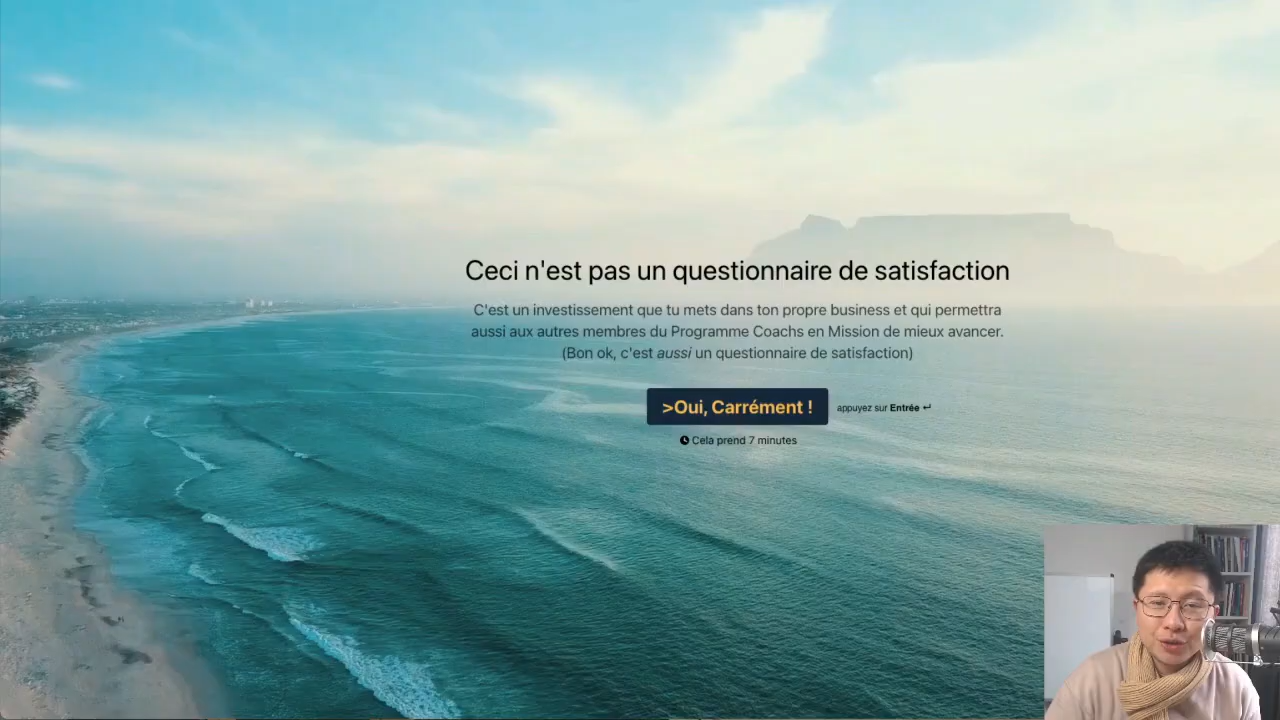 Ceci n'est pas un questionnaire de satisfaction
C'est un investissement que tu mets dans ton propre business et qui permettra
aussi aux autres membres du Programme Coachs en Mission de mieux avancer.
(Bon ok, c'est aussi un questionnaire de satisfaction)
>Oui, Carrément !
appuyez sur Entrée ↵
Cela prend 7 minutes